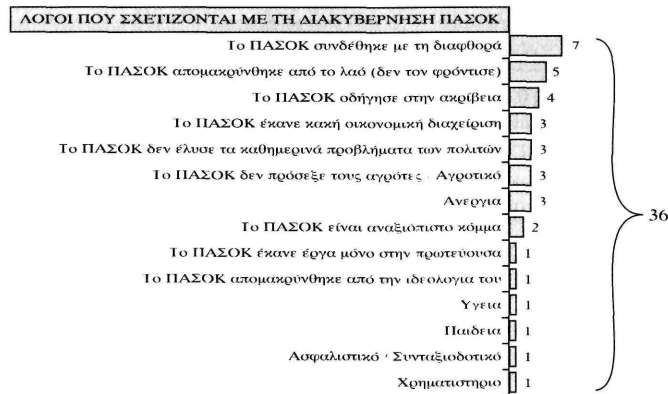 ΛΟΓΟΙ ΠΟΥ ΣΧΕΤΙΖΟΝΤΑΙ ΜΕ ΤΗ ΔΙΑΚΥΒΕΡΝΗΣΗ ΠΑΣΟΚ
Το ΠΑΣΟΚ συνδέθηκε με τη διαφθορά 7
Το ΠΑΣΟΚ απομακρύνθηκε από το λαό (δεν τον φρόντισε) 5
Το ΠΑΣΟΚ οδήγησε στην ακρίβεια 4
Το ΠΑΣΟΚ έκανε κακή οικονομική διαχείριση 3
Το ΠΑΣΟΚ δεν έλυσε τα καθημερινά προβλήματα των πολιτών 3
Το ΠΑΣΟΚ δεν πρόσεξε τους αγρότες - Αγροτικό 3
Ανεργια 3
Το ΠΑΣΟΚ είναι αναξιόπιστο κόμμα 2
36
Το ΠΑΣΟΚ έκανε έργα μόνο στην πρωτεύουσα 1
Το ΠΑΣΟΚ απομακρύνθηκε από την ιδεολογια του 1
Υγεια 1
Παιδεια 1
Ασφαλιστικό / Συνταξιοδοτικό 1
Χρηματιστήριο 1